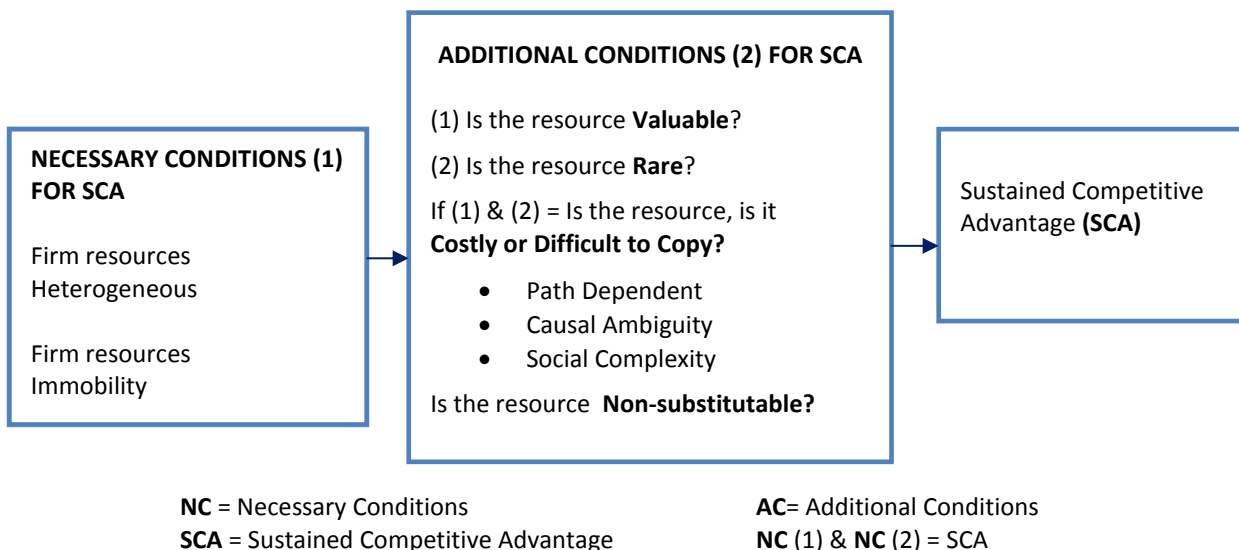 NECESSARY CONDITIONS (1)
FOR SCA
Firm resources
Heterogeneous
Firm resources
Immobility
ADDITIONAL CONDITIONS (2) FOR SCA
(1) Is the resource Valuable?
(2) Is the resource Rare?
If (1) & (2) = Is the resource, is it
Costly or Difficult to Copy?
• Path Dependent
• Causal Ambiguity
• Social Complexity
Is the resource Non-substitutable?
Sustained Competitive
Advantage (SCA)
NC = Necessary Conditions
SCA = Sustained Competitive Advantage
AC= Additional Conditions
NC (1) & NC (2) = SCA